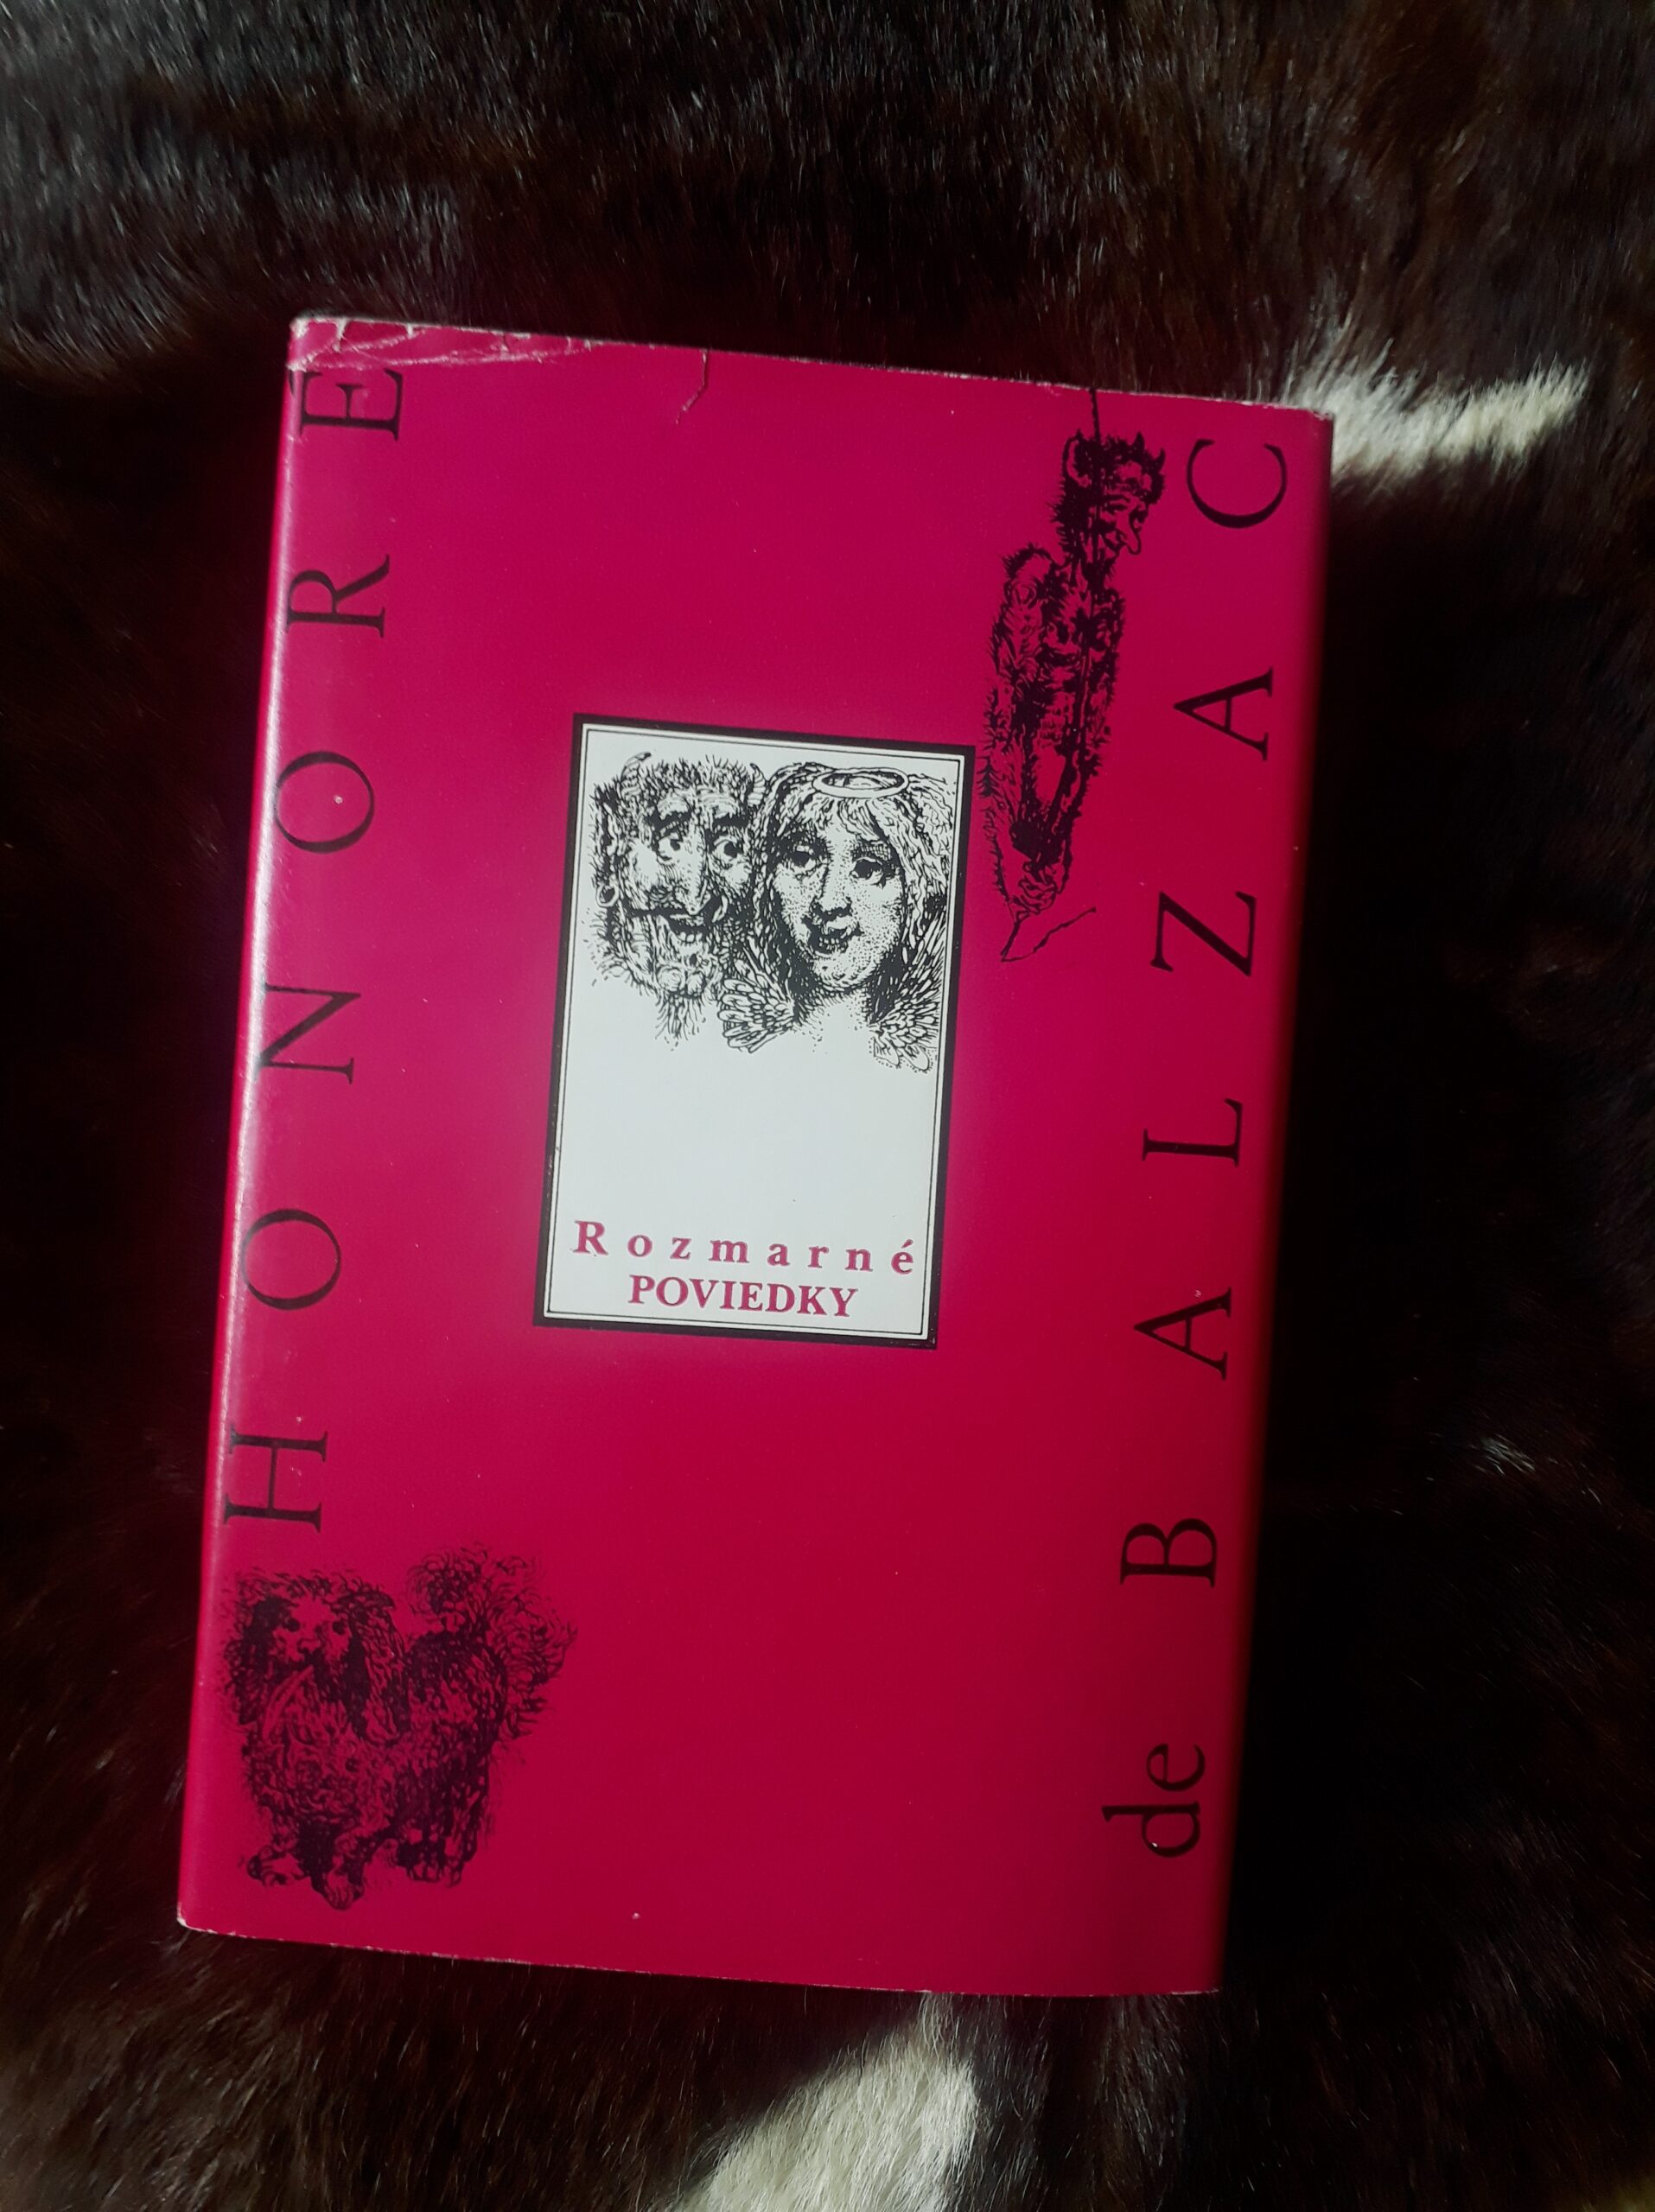 HONORÉ
de BALZAC
Rozmarné
POVIEDKY